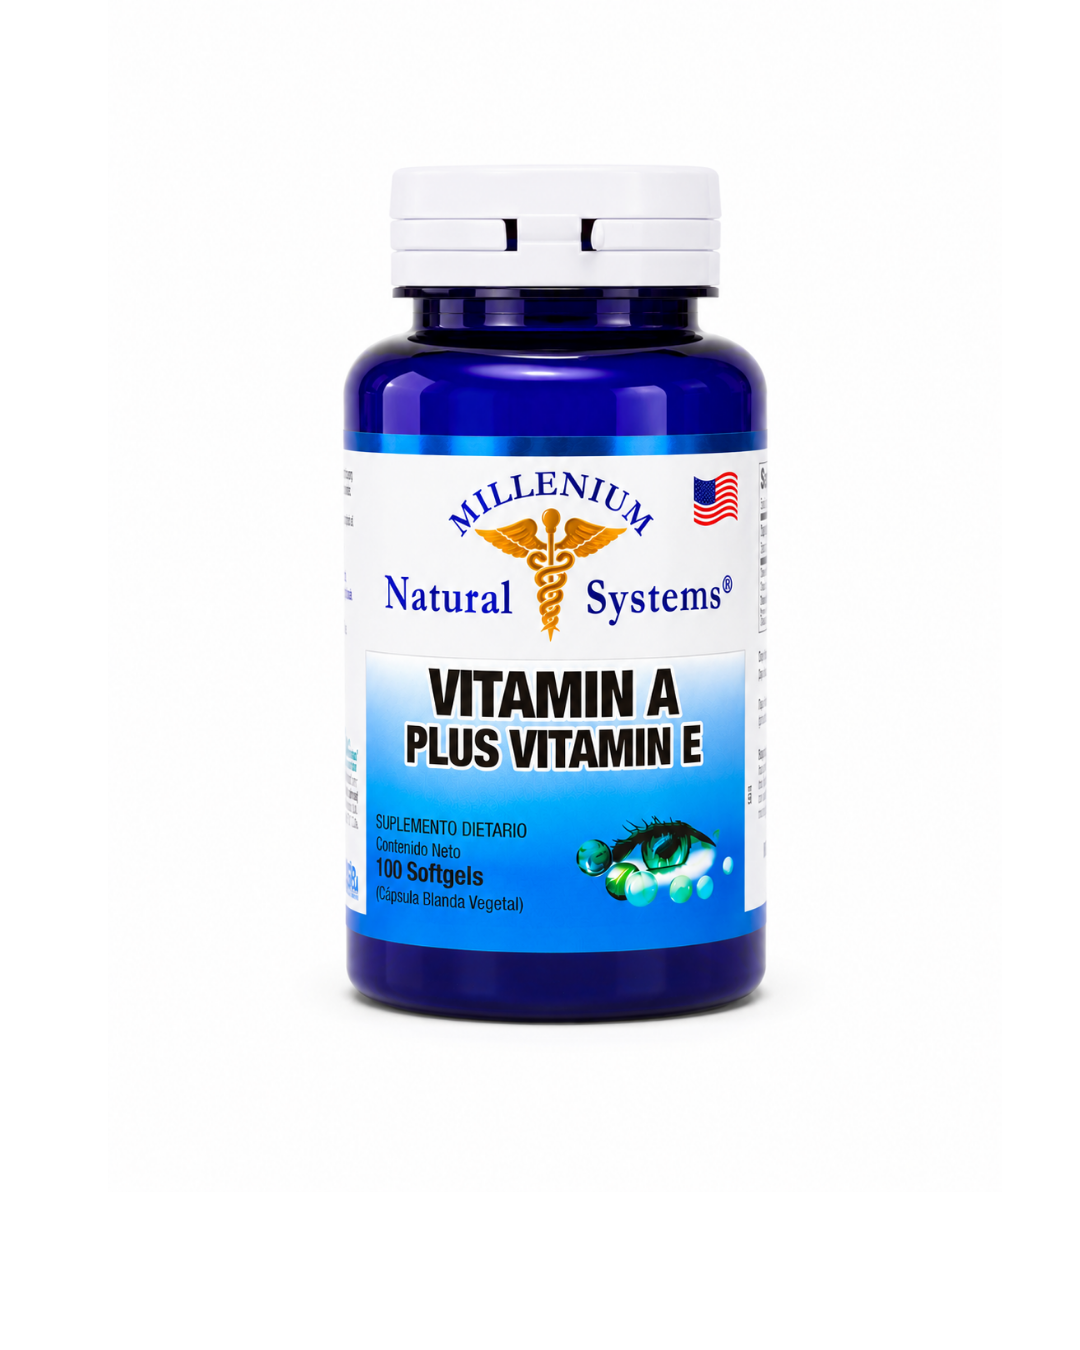 MILLENIUM
Natural Systems®
VITAMIN A
PLUS VITAMIN E
SUPLEMENTO DIETARIO
Contenido Neto
100 Softgels
(Cápsula Blanda Vegetal)